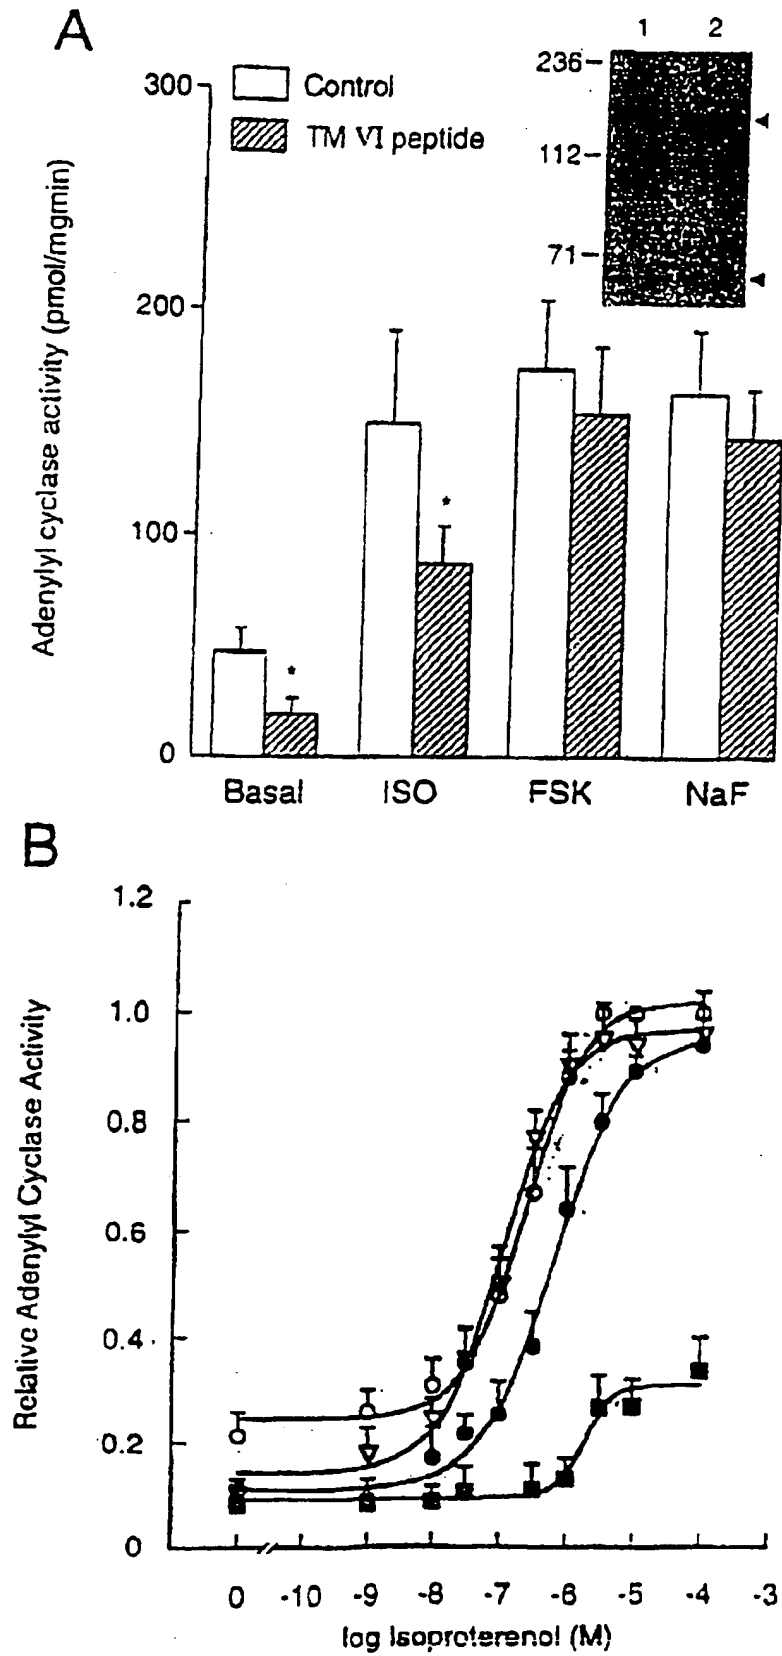 A
1 2
300
Control
TM VI peptide
236
112
71
200
100
0
Adenylyl cyclase activity (pmol/mgmin)
*
*
Basal ISO FSK NaF
B
1.2
1.0
0.8
0.6
0.4
0.2
0
Relative Adenylyl Cyclase Activity
0 -10 -9 -8 -7 -6 -5 -4 -3
log Isoproterenol (M)